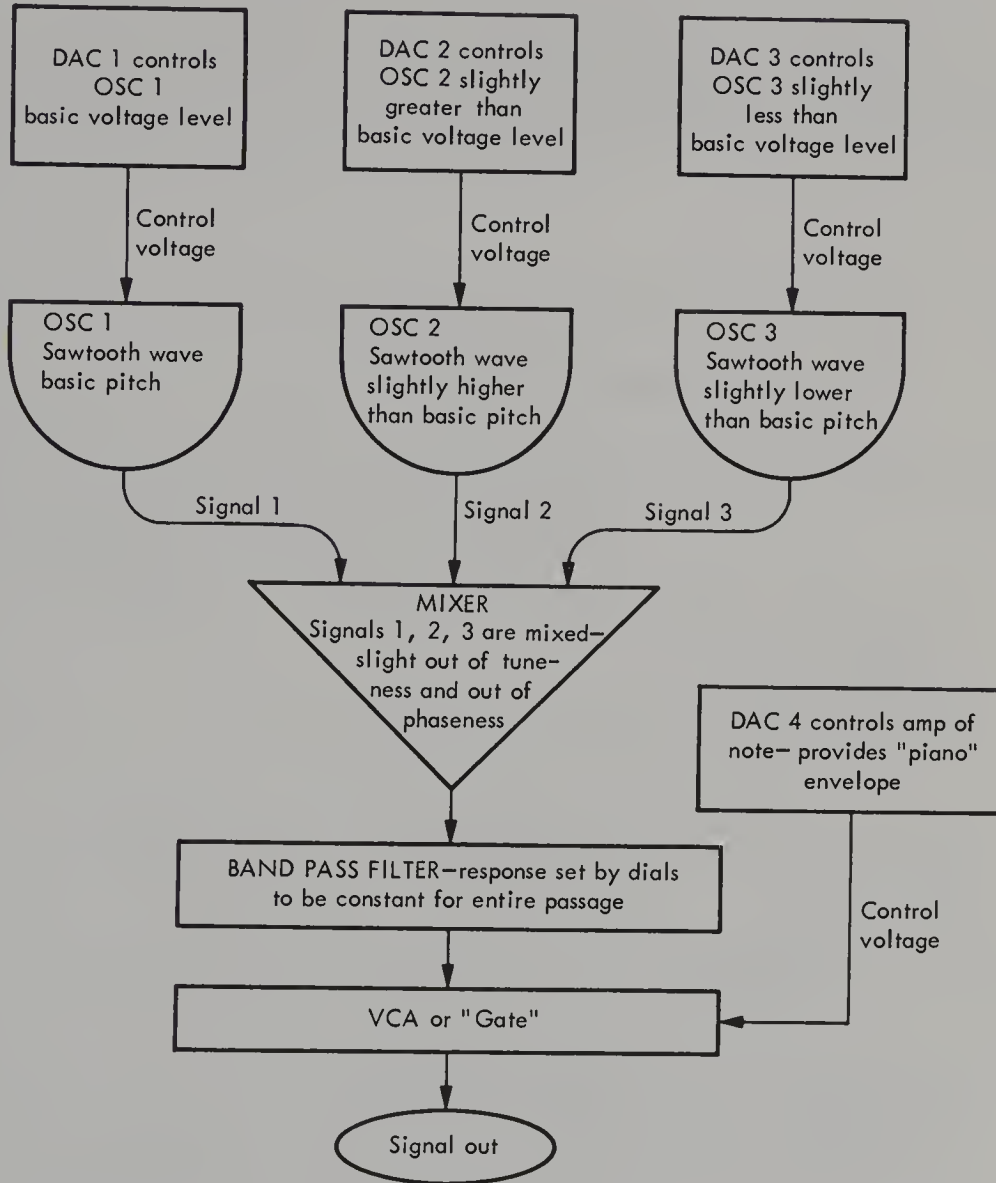 DAC 1 controls
OSC 1
basic voltage level
DAC 2 controls
OSC 2 slightly
greater than
basic voltage level
DAC 3 controls
OSC 3 slightly
less than
basic voltage level
Control
voltage
Control
voltage
Control
voltage
OSC 1
Sawtooth wave
basic pitch
OSC 2
Sawtooth wave
slightly higher
than basic pitch
OSC 3
Sawtooth wave
slightly lower
than basic pitch
Signal 1
Signal 2
Signal 3
MIXER
Signals 1, 2, 3 are mixed–
slight out of tune-
ness and out of
phaseness
DAC 4 controls amp of
note– provides "piano"
envelope
BAND PASS FILTER–response set by dials
to be constant for entire passage
Control
voltage
VCA or "Gate"
Signal out